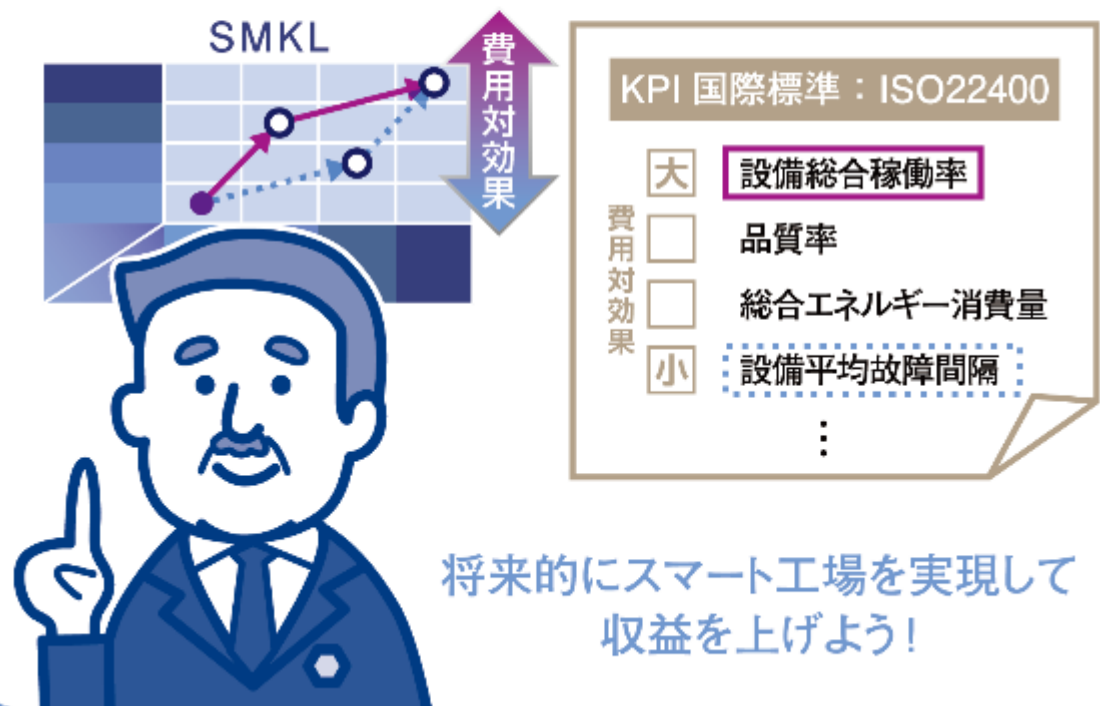 SMKL
費用対効果
KPI 国際標準：ISO22400
費用対効果
大
設備総合稼働率
品質率
総合エネルギー消費量
小
設備平均故障間隔
⋮
将来的にスマート工場を実現して
収益を上げよう！